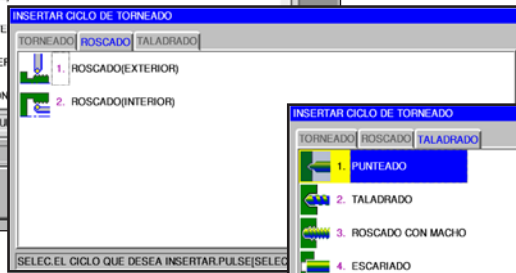 INSERTAR CICLO DE TORNEADO
TORNEADO ROSCADO TALADRADO
1. ROSCADO(EXTERIOR)
2. ROSCADO(INTERIOR)
SELEC.EL CICLO QUE DESEA INSERTAR.PULSE[SELEC
INSERTAR CICLO DE TORNEADO
TORNEADO ROSCADO TALADRADO
1. PUNTEADO
2. TALADRADO
3. ROSCADO CON MACHO
4. ESCARIADO